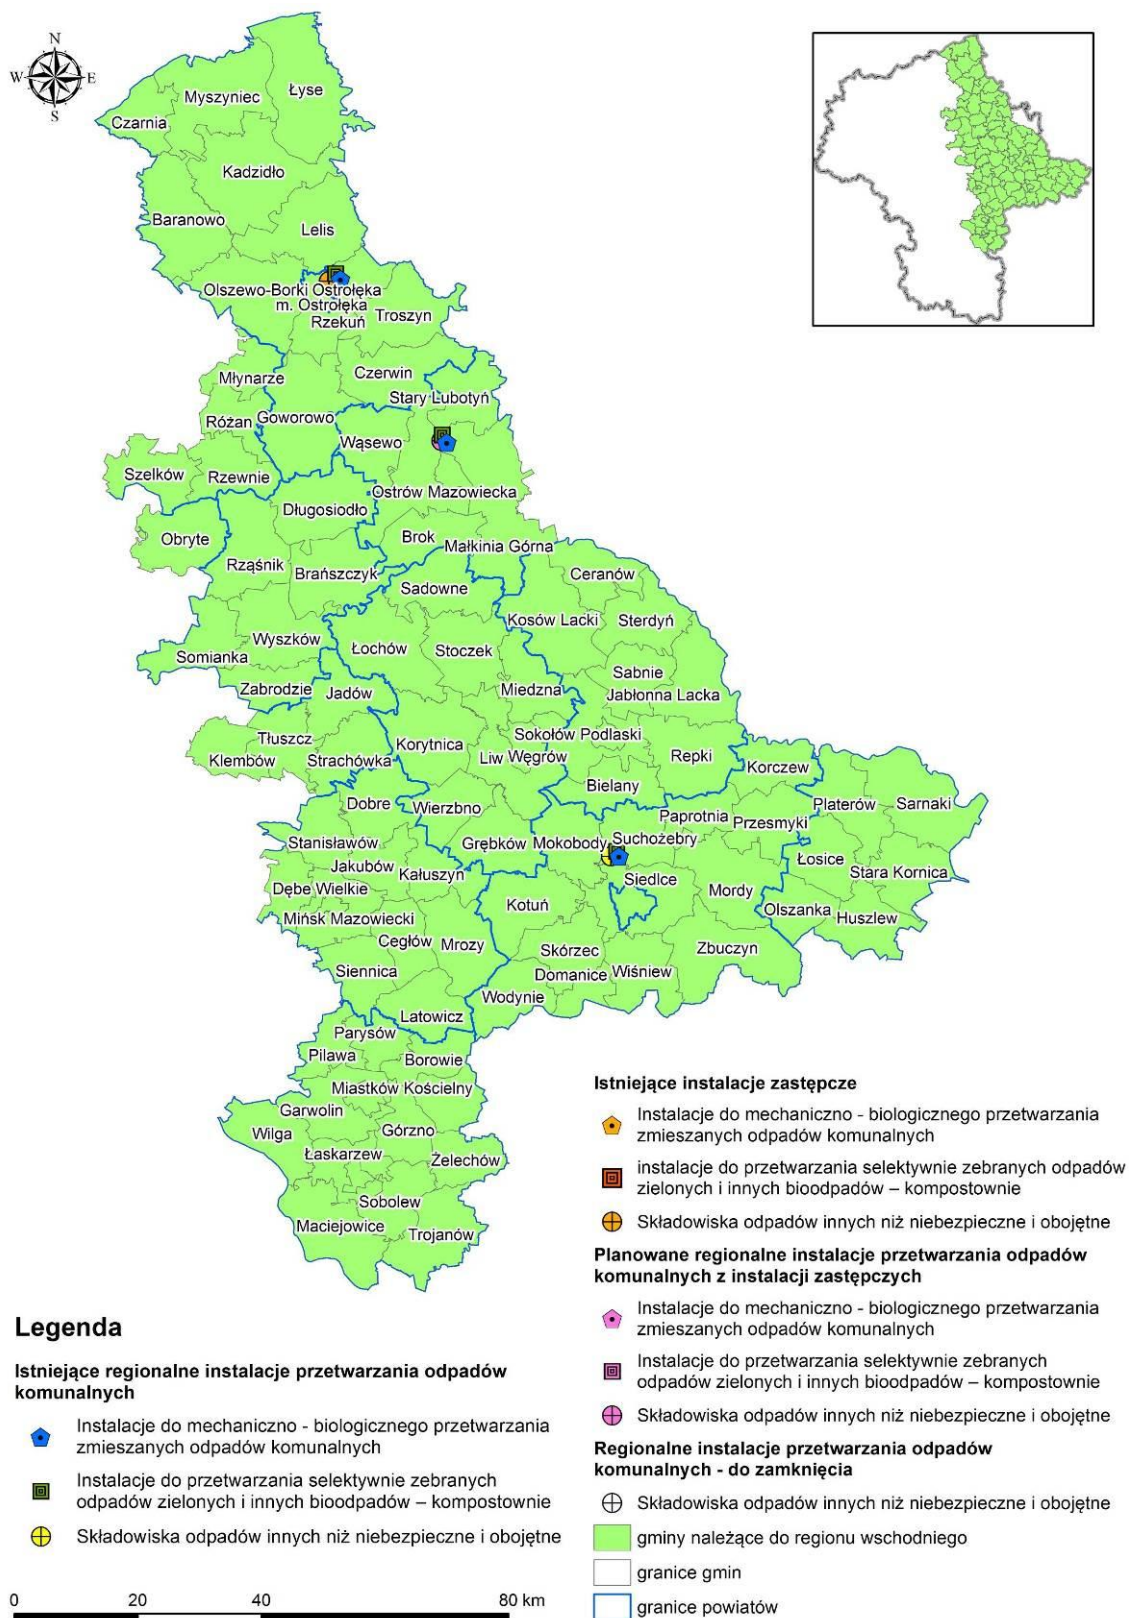 N
W E
S
Łyse
Myszyniec
Czarnia
Kadzidło
Baranowo
Lelis
Olszewo-Borki Ostrołęka
m. Ostrołęka
Rzekuń
Troszyn
Czerwin
Młynarze
Stary Lubotyń
Różan
Goworowo
Wąsewo
Szelków
Rzewnie
Ostrów Mazowiecka
Długosiodło
Obryte
Brok
Małkinia Górna
Rząśnik
Brańszczyk
Ceranów
Sadowne
Kosów Lacki
Sterdyń
Wyszków
Łochów
Stoczek
Somianka
Sabnie
Zabrodzie
Jadów
Miedzna
Jabłonna Lacka
Tłuszcz
Korytnica
Sokołów Podlaski
Klembów
Strachówka
Liw
Węgrów
Repki
Korczew
Bielany
Dobre
Wierzbno
Platerów
Sarnaki
Paprotnia
Przesmyki
Stanisławów
Grębków
Mokobody
Suchożebry
Jakubów
Kałuszyn
Łosice
Stara Kornica
Siedlce
Dębe Wielkie
Kotuń
Mordy
Olszanka
Huszlew
Mińsk Mazowiecki
Cegłów
Mrozy
Skórzec
Zbuczyn
Siennica
Domanice
Wiśniew
Wodynie
Latowicz
Parysów
Pilawa
Borowie
Miastków Kościelny
Garwolin
Wilga
Górzno
Łaskarzew
Żelechów
Sobolew
Maciejowice
Trojanów
Legenda
Istniejące regionalne instalacje przetwarzania odpadów
komunalnych
Instalacje do mechaniczno - biologicznego przetwarzania
zmieszanych odpadów komunalnych
Instalacje do przetwarzania selektywnie zebranych
odpadów zielonych i innych bioodpadów – kompostownie
Składowiska odpadów innych niż niebezpieczne i obojętne
0 20 40 80 km
Istniejące instalacje zastępcze
Instalacje do mechaniczno - biologicznego przetwarzania
zmieszanych odpadów komunalnych
instalacje do przetwarzania selektywnie zebranych odpadów
zielonych i innych bioodpadów – kompostownie
Składowiska odpadów innych niż niebezpieczne i obojętne
Planowane regionalne instalacje przetwarzania odpadów
komunalnych z instalacji zastępczych
Instalacje do mechaniczno - biologicznego przetwarzania
zmieszanych odpadów komunalnych
Instalacje do przetwarzania selektywnie zebranych
odpadów zielonych i innych bioodpadów – kompostownie
Składowiska odpadów innych niż niebezpieczne i obojętne
Regionalne instalacje przetwarzania odpadów
komunalnych - do zamknięcia
Składowiska odpadów innych niż niebezpieczne i obojętne
gminy należące do regionu wschodniego
granice gmin
granice powiatów